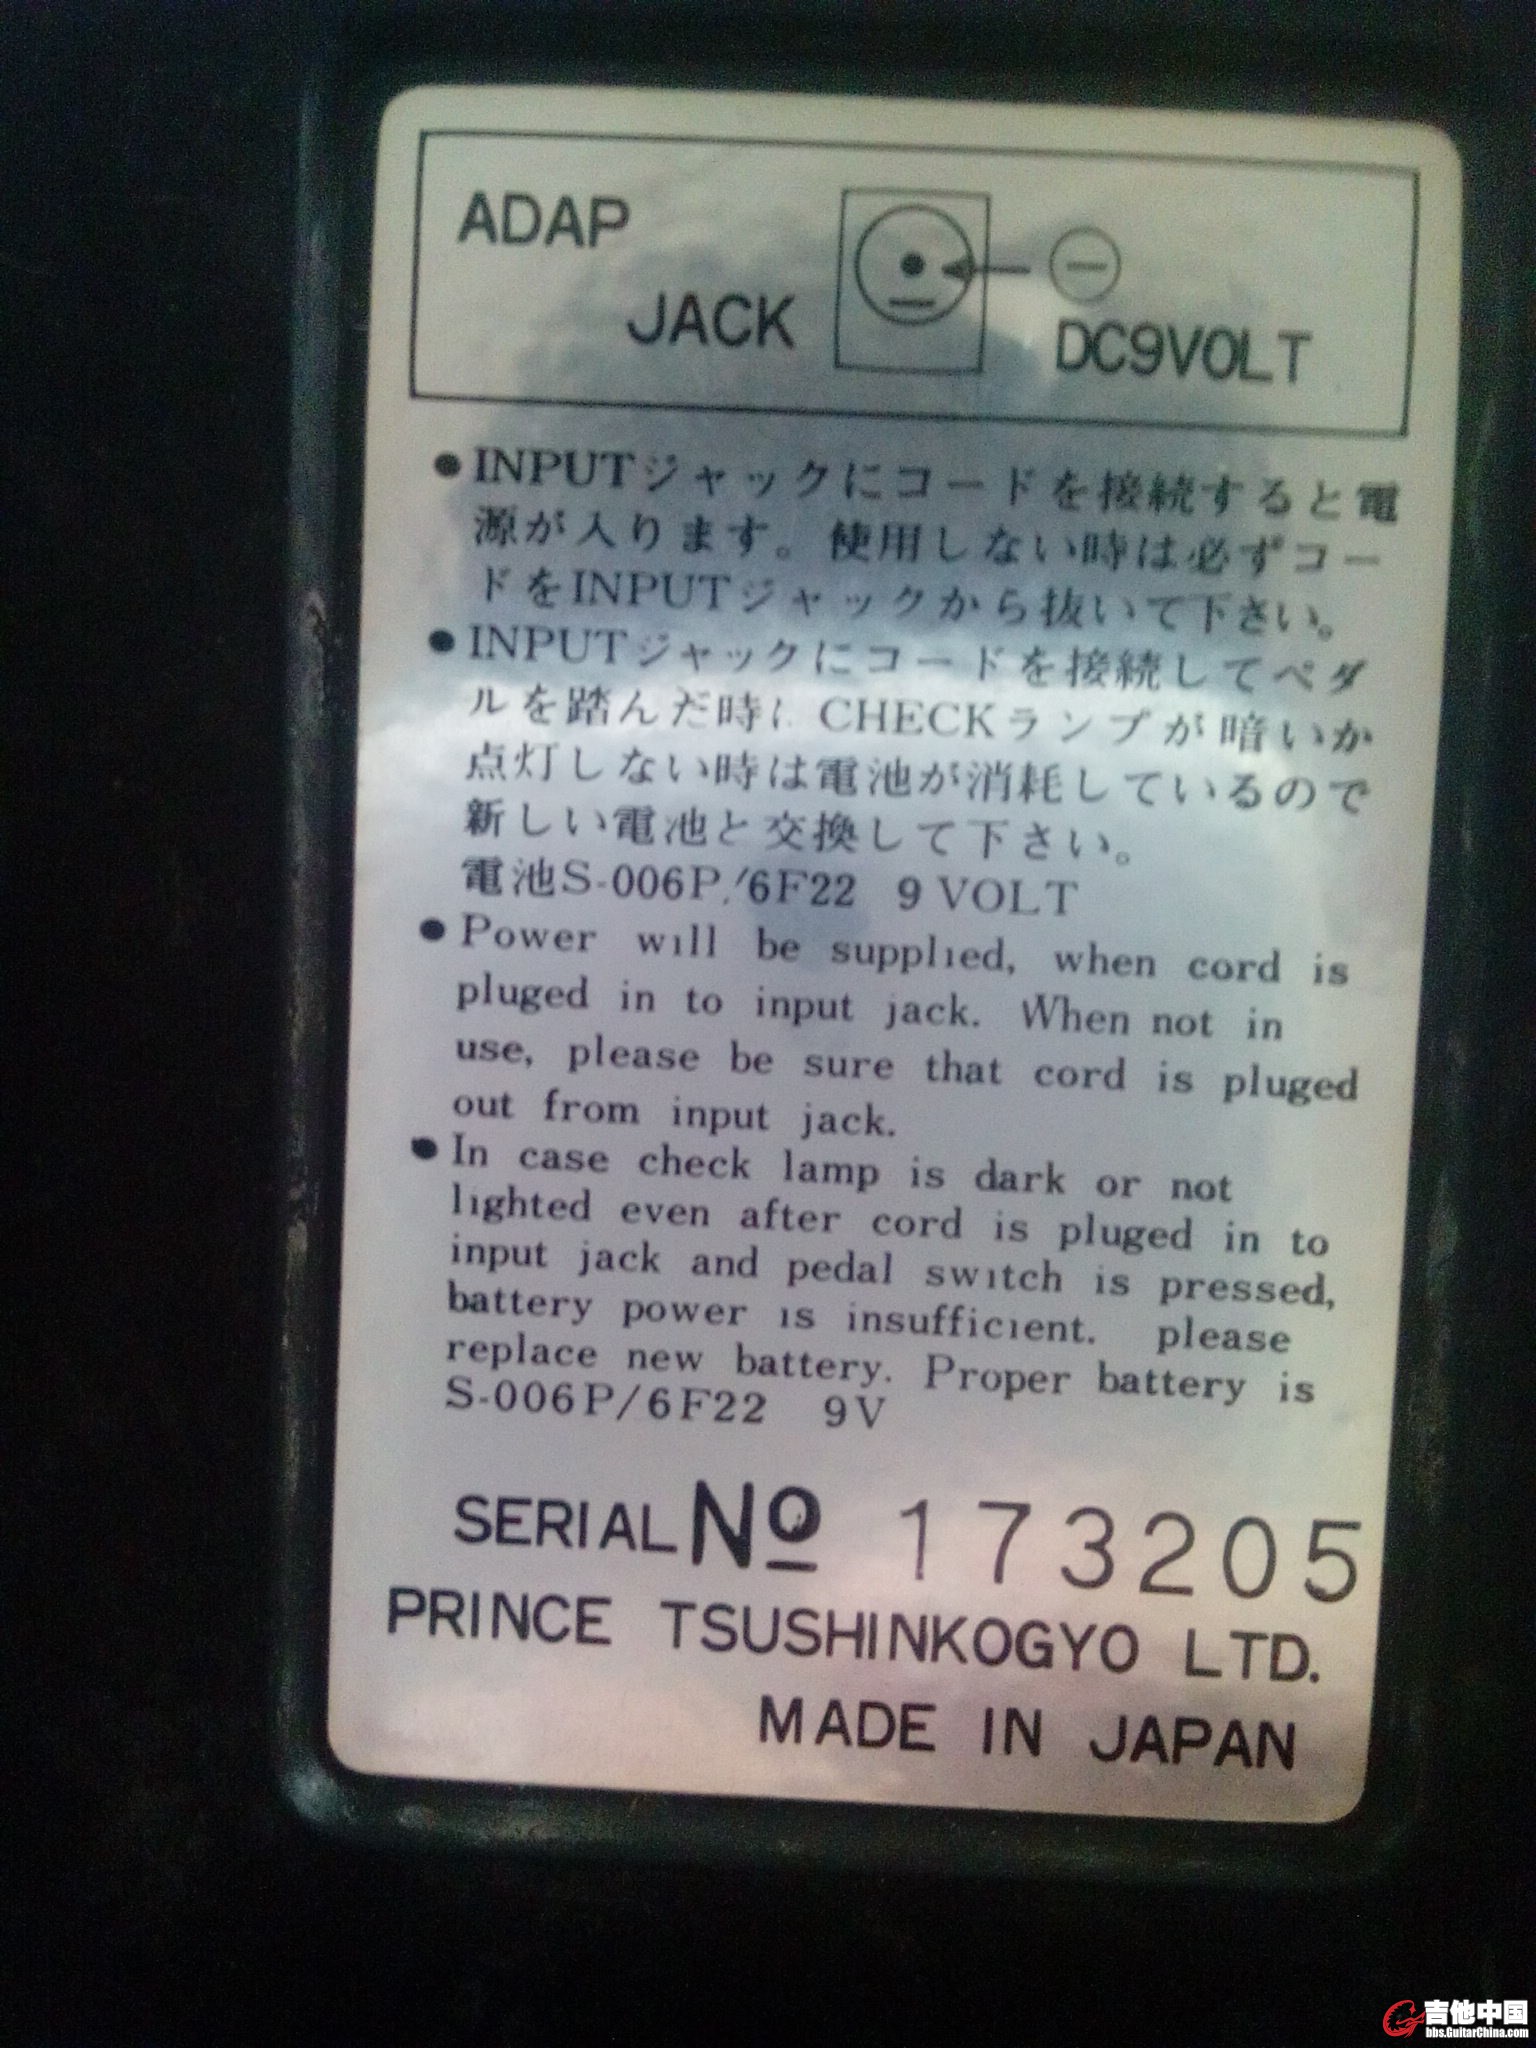 ADAP
JACK
DC9VOLT
●INPUTジャックにコードを接続すると電
源が入ります。使用しない時は必ずコー
ドをINPUTジャックから抜いて下さい。
●INPUTジャックにコードを接続してペダ
ルを踏んだ時に CHECKランプが暗いか
点灯しない時は電池が消耗しているので
新しい電池と交換して下さい。
電池S-006P/6F22 9 VOLT
●Power will be supplied, when cord is
pluged in to input jack. When not in
use, please be sure that cord is pluged
out from input jack.
●In case check lamp is dark or not
lighted even after cord is pluged in to
input jack and pedal switch is pressed,
battery power is insufficient. please
replace new battery. Proper battery is
S-006P/6F22 9V
SERIAL No 173205
PRINCE TSUSHINKOGYO LTD.
MADE IN JAPAN
吉他中国
bbs.GuitarChina.com